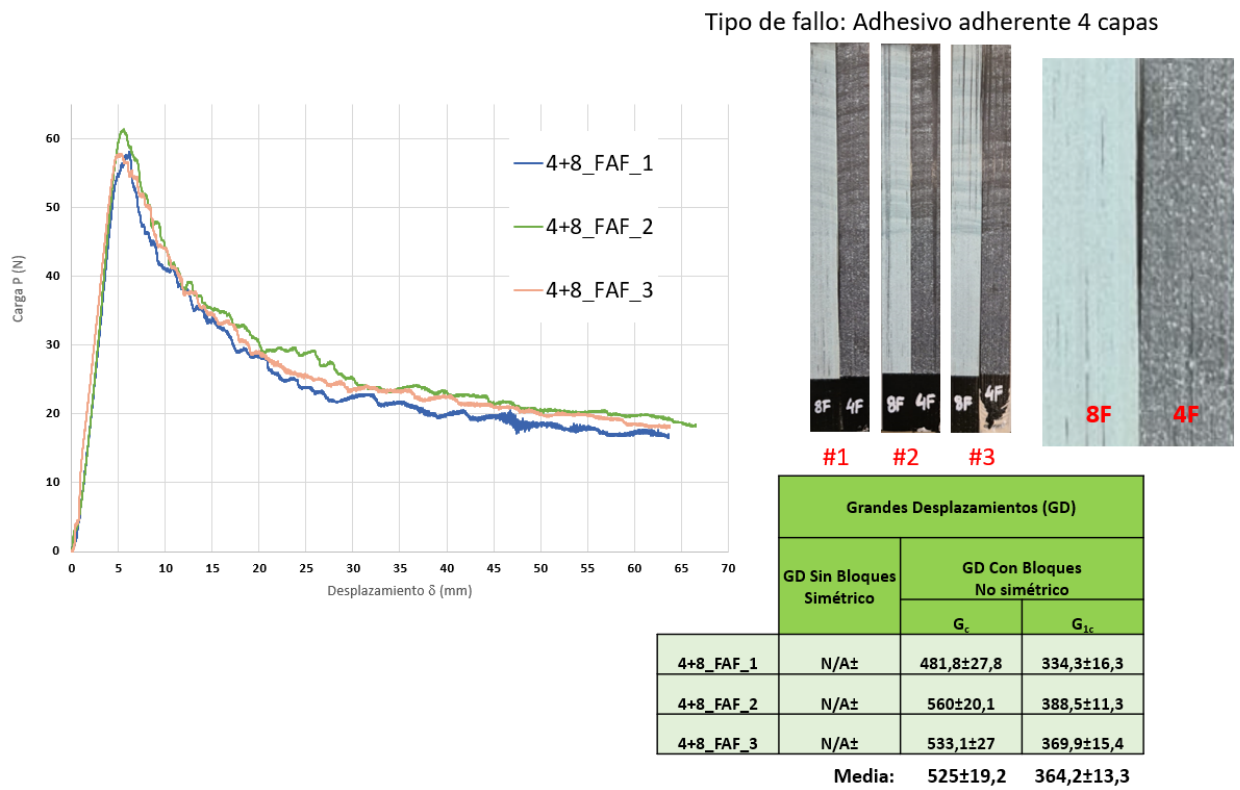 Tipo de fallo: Adhesivo adherente 4 capas
Carga P (N)
60
50
40
30
20
10
0
0 5 10 15 20 25 30 35 40 45 50 55 60 65 70
Desplazamiento δ (mm)
4+8_FAF_1
4+8_FAF_2
4+8_FAF_3
8F 4F
8F 4F
8F 4F
#1 #2 #3
8F 4F
Grandes Desplazamientos (GD)
GD Sin Bloques
Simétrico
GD Con Bloques
No simétrico
Gc G1c
4+8_FAF_1 N/A± 481,8±27,8 334,3±16,3
4+8_FAF_2 N/A± 560±20,1 388,5±11,3
4+8_FAF_3 N/A± 533,1±27 369,9±15,4
Media: 525±19,2 364,2±13,3